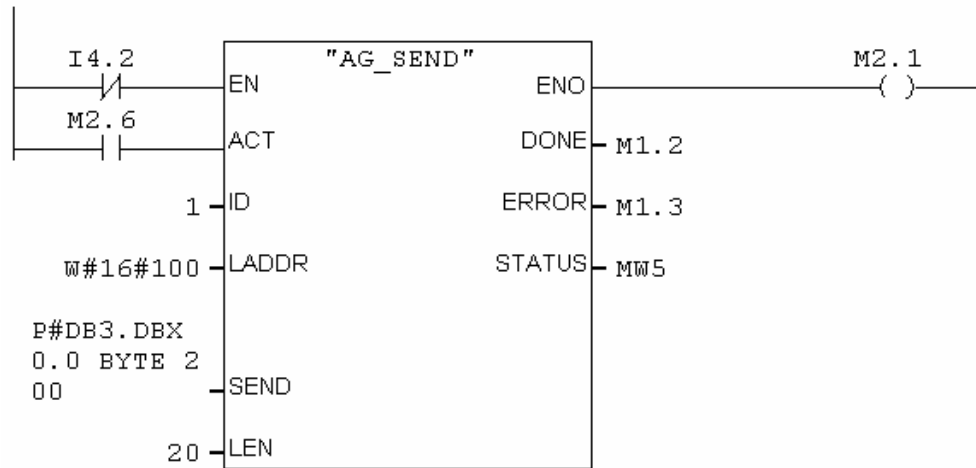 I4.2 "AG_SEND" M2.1
EN ENO
M2.6
ACT DONE M1.2
1 ID ERROR M1.3
W#16#100 LADDR STATUS MW5
P#DB3.DBX
0.0 BYTE 2
00 SEND
20 LEN